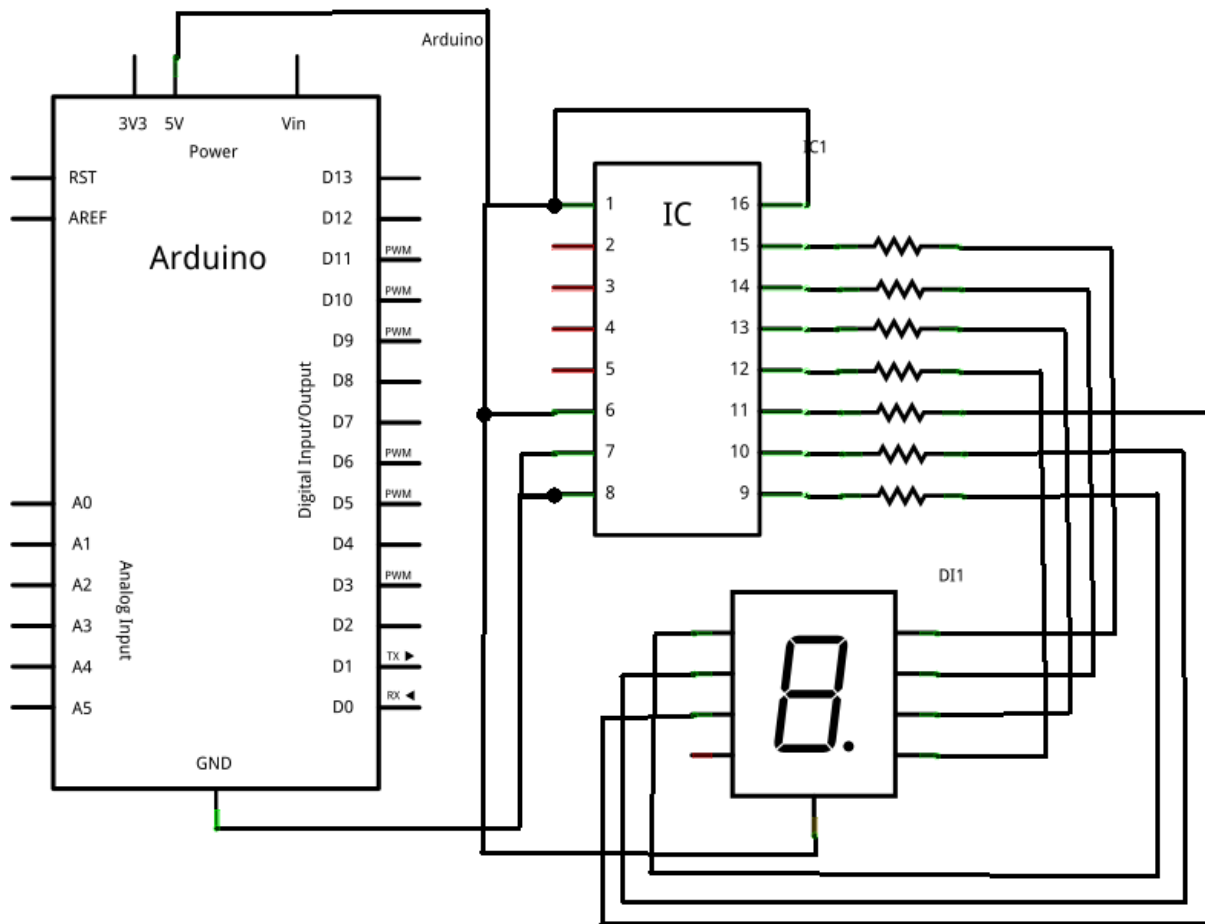 Arduino
3V3 5V Vin
Power
RST D13
AREF D12
Arduino
D11 PWM
D10 PWM
D9 PWM
D8
D7
D6 PWM
Digital Input/Output
A0 D5 PWM
A1 D4
A2 D3 PWM
A3 D2
A4 D1 TX
A5 D0 RX
Analog Input
GND
IC1
IC
1 16
2 15
3 14
4 13
5 12
6 11
7 10
8 9
DI1